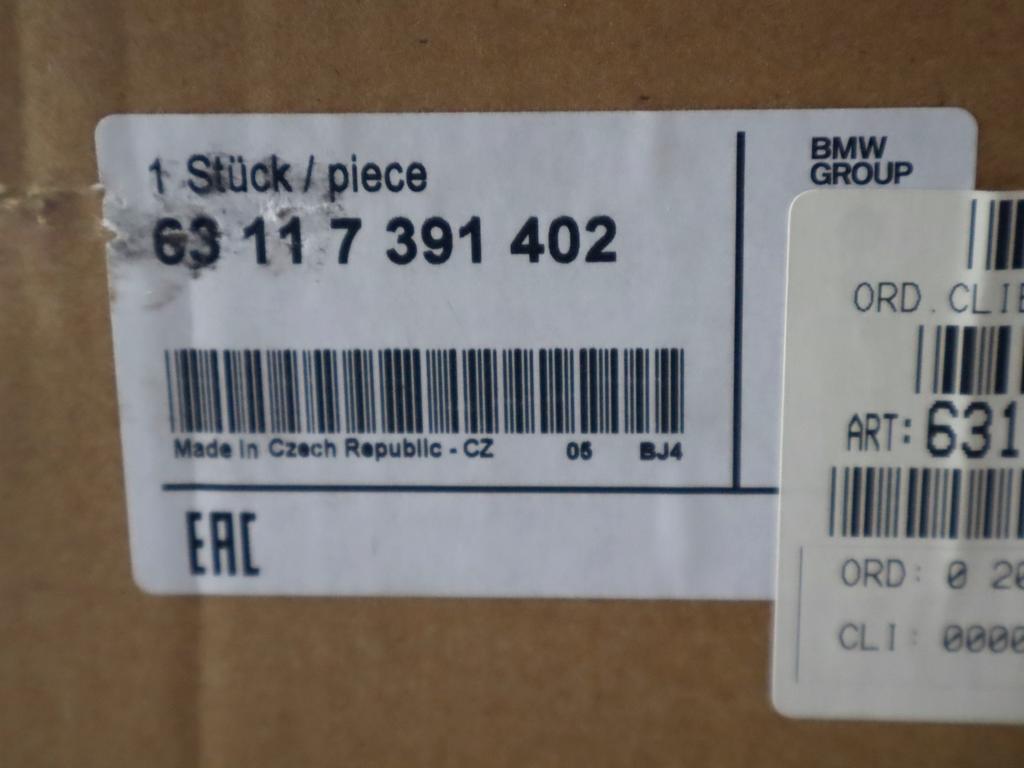 1 Stück / piece
63 11 7 391 402
Made in Czech Republic - CZ 05 BJ4
EAC
BMW
GROUP
ORD.CLIE
ART: 631
ORD: 0 20
CLI: 0000